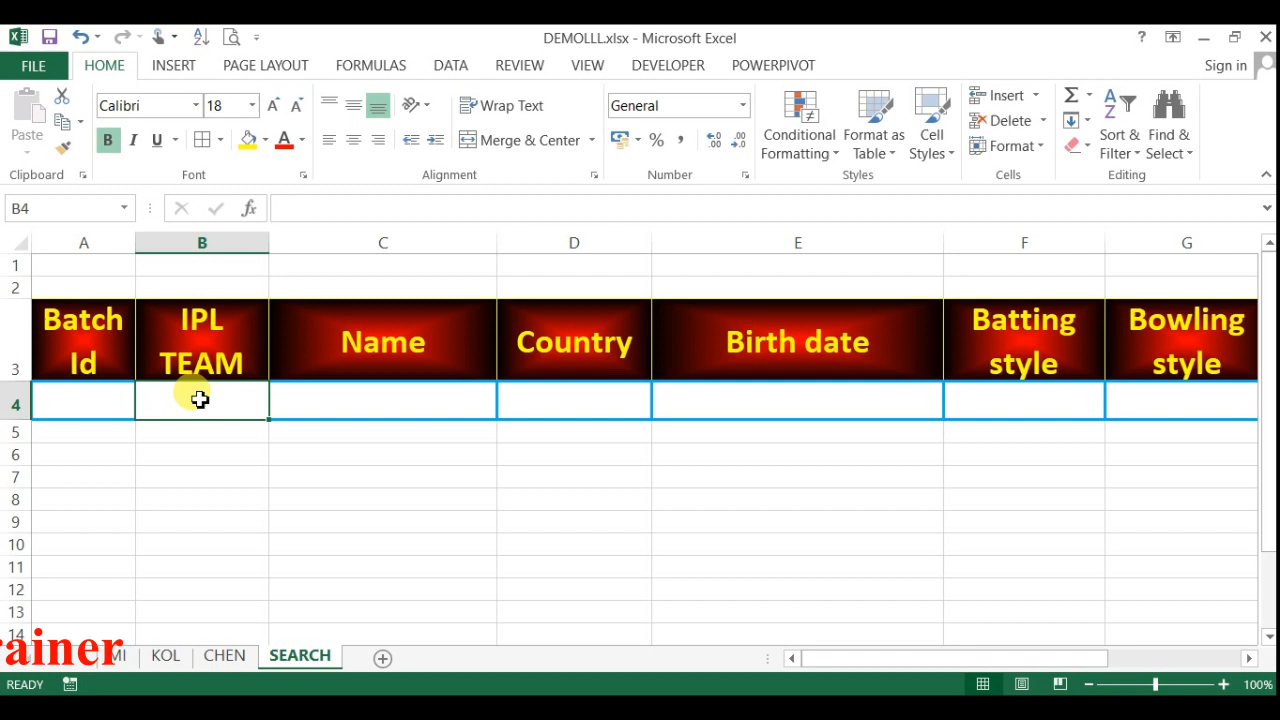 DEMOLLL.xlsx - Microsoft Excel
?
FILE HOME INSERT PAGE LAYOUT FORMULAS DATA REVIEW VIEW DEVELOPER POWERPIVOT Sign in
Paste
Calibri 18
B I U
Wrap Text
Merge & Center
General
%
Conditional Formatting
Format as Table
Cell Styles
Insert
Delete
Format
Sort & Filter
Find & Select
Clipboard Font Alignment Number Styles Cells Editing
B4 fx
A B C D E F G
1
2
3 Batch Id IPL TEAM Name Country Birth date Batting style Bowling style
4
5
6
7
8
9
10
11
12
13
14
rainer
MI KOL CHEN SEARCH
READY 100%